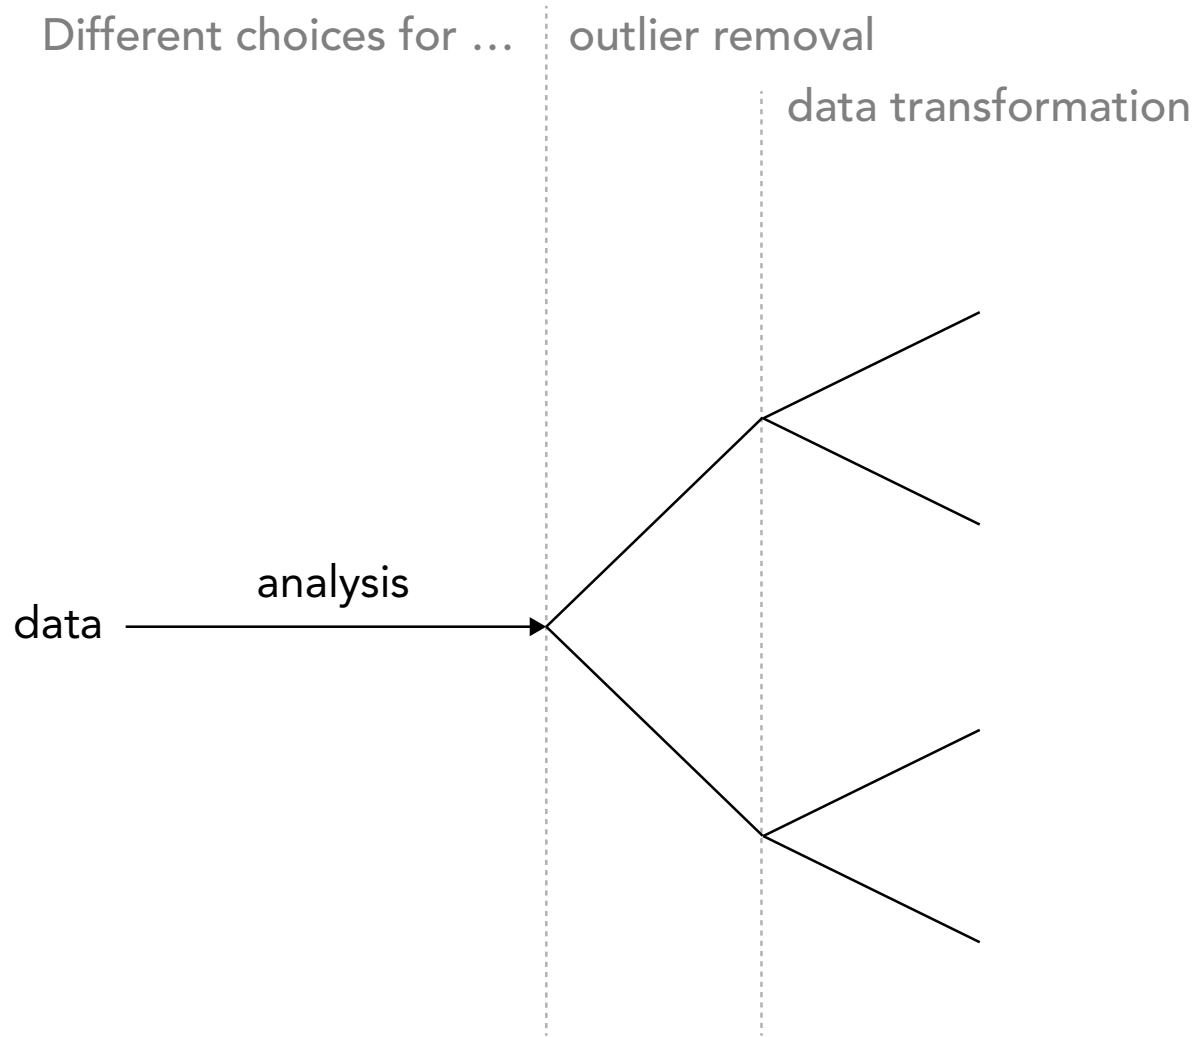 Different choices for …
outlier removal
data transformation
analysis
data